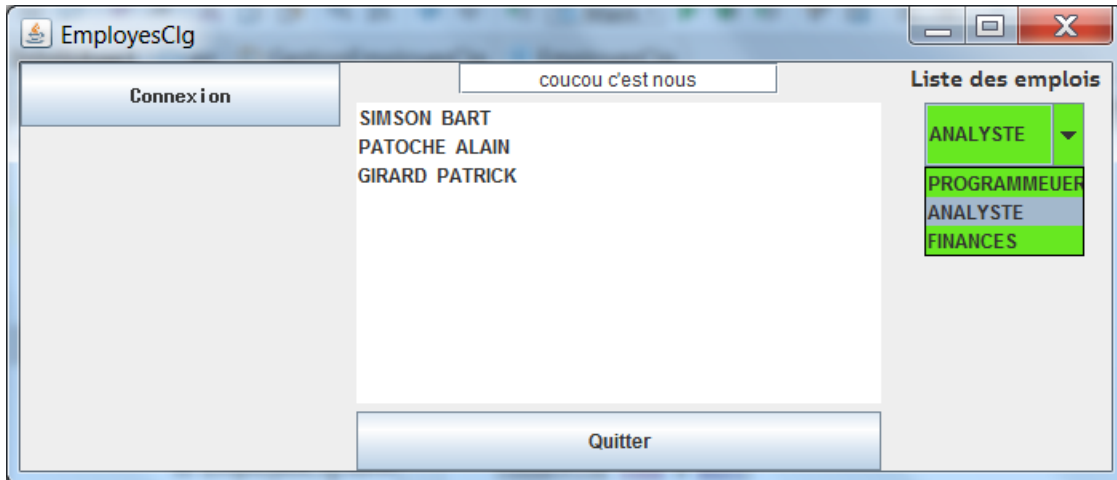 EmployesClg
Connexion
coucou c'est nous
SIMSON BART
PATOCHE ALAIN
GIRARD PATRICK
Quitter
Liste des emplois
ANALYSTE
PROGRAMMEUER
ANALYSTE
FINANCES